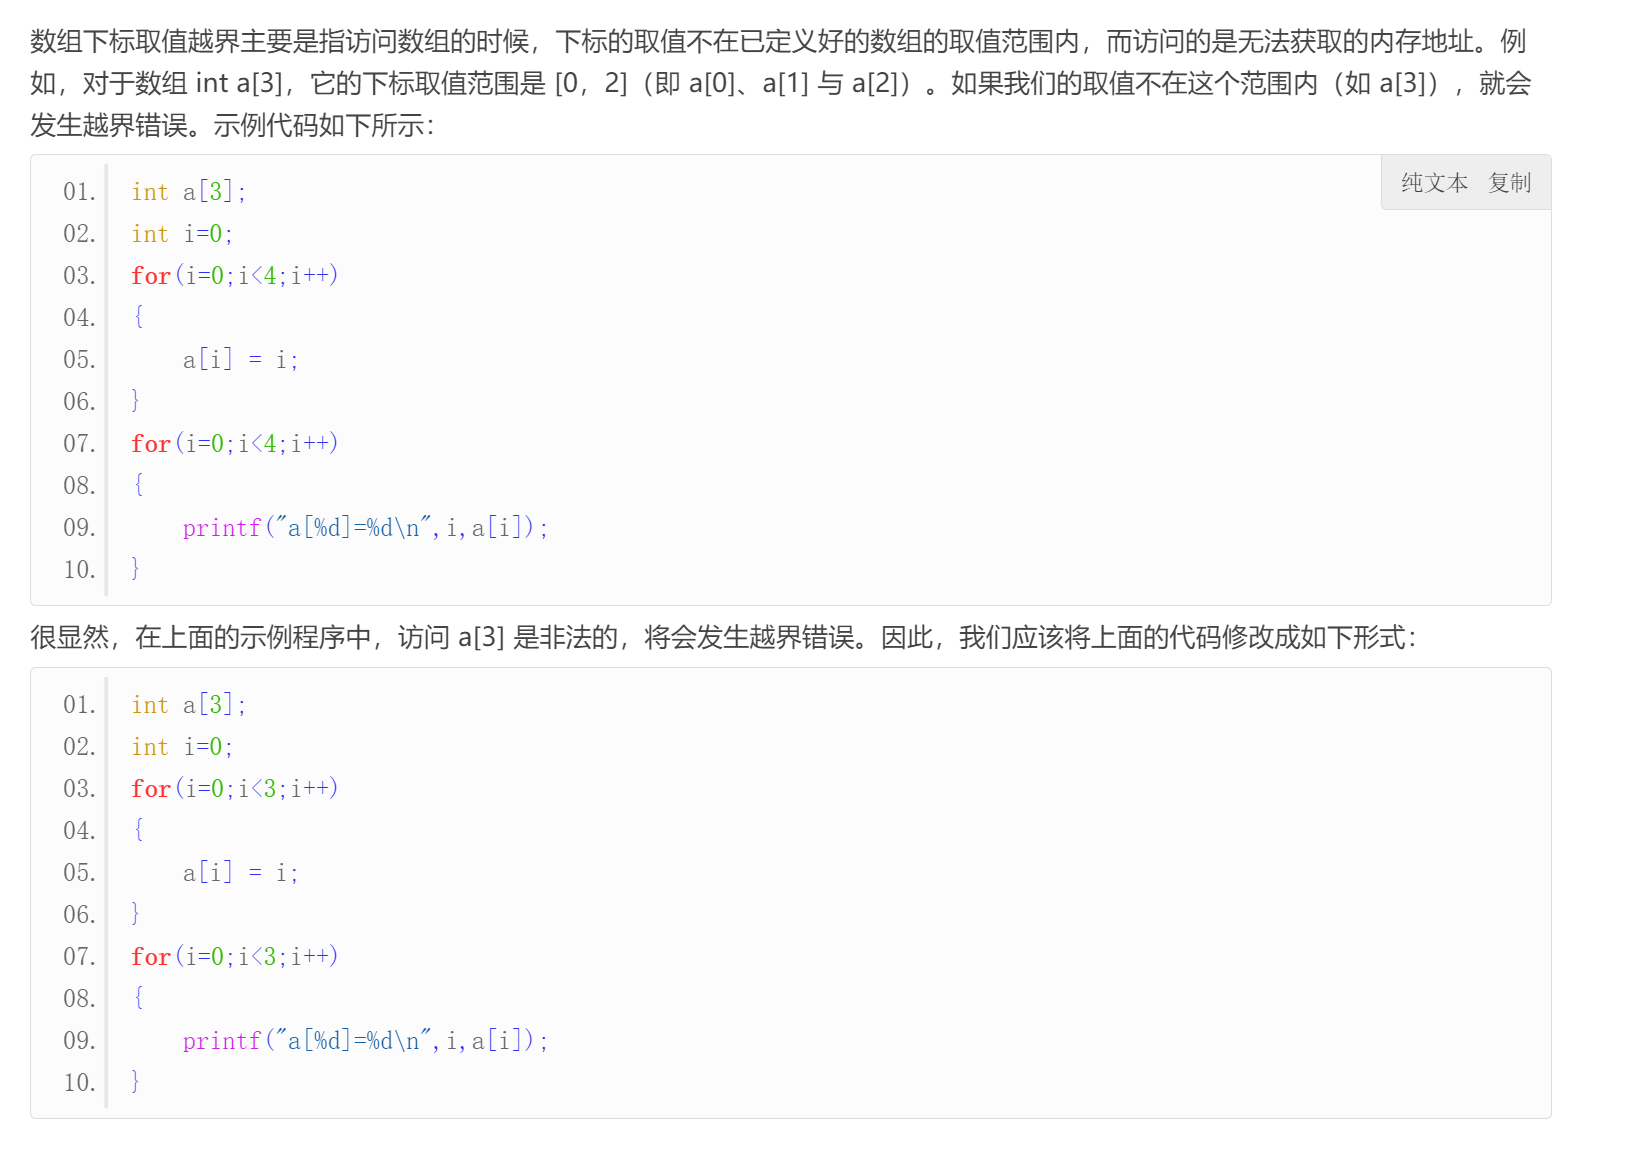 数组下标取值越界主要是指访问数组的时候，下标的取值不在已定义好的数组的取值范围内，而访问的是无法获取的内存地址。例
如，对于数组 int a[3]，它的下标取值范围是 [0，2]（即 a[0]、a[1] 与 a[2]）。如果我们的取值不在这个范围内（如 a[3]），就会
发生越界错误。示例代码如下所示：
纯文本 复制
01. int a[3];
02. int i=0;
03. for(i=0;i<4;i++)
04. {
05.     a[i] = i;
06. }
07. for(i=0;i<4;i++)
08. {
09.     printf("a[%d]=%d\n",i,a[i]);
10. }
很显然，在上面的示例程序中，访问 a[3] 是非法的，将会发生越界错误。因此，我们应该将上面的代码修改成如下形式：
01. int a[3];
02. int i=0;
03. for(i=0;i<3;i++)
04. {
05.     a[i] = i;
06. }
07. for(i=0;i<3;i++)
08. {
09.     printf("a[%d]=%d\n",i,a[i]);
10. }